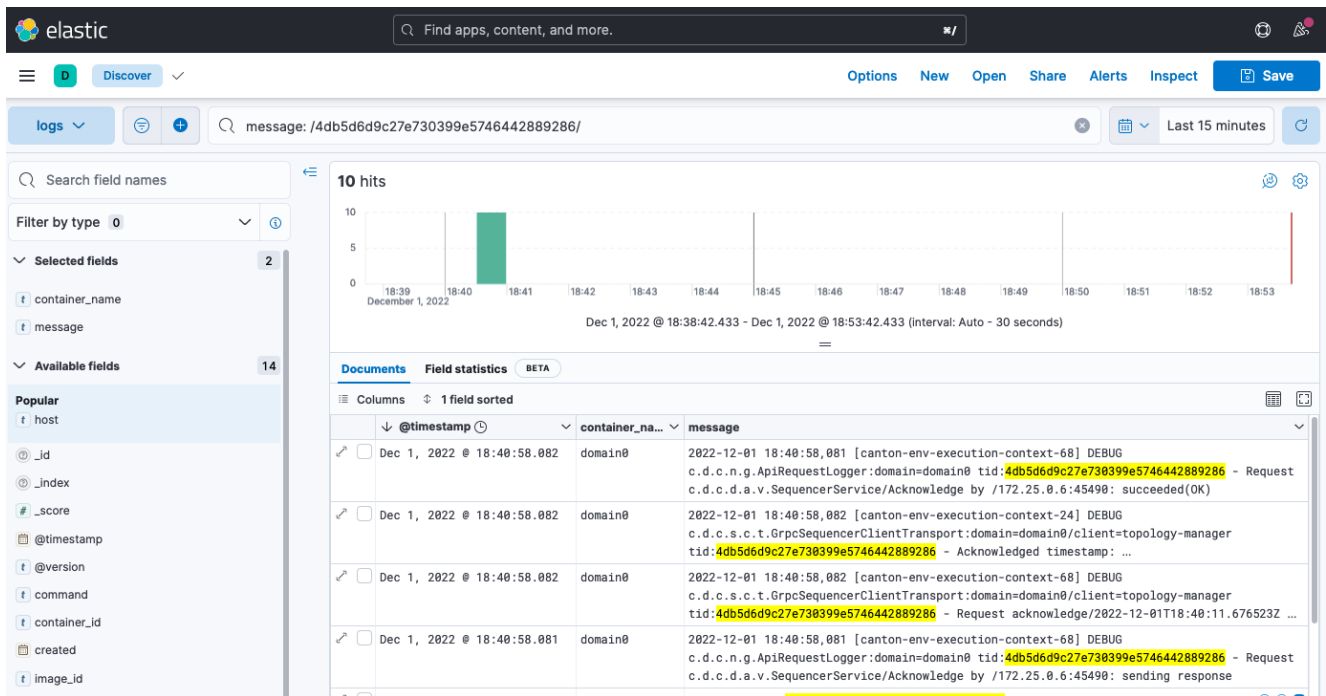 elastic
Find apps, content, and more.
⌘/
D
Discover
Options
New
Open
Share
Alerts
Inspect
Save
logs
message: /4db5d6d9c27e730399e5746442889286/
Last 15 minutes
Search field names
Filter by type 0
Selected fields
2
t container_name
t message
Available fields
14
Popular
t host
_id
_index
# _score
@timestamp
t @version
t command
t container_id
created
t image_id
10 hits
10
5
0
18:39
18:40
18:41
18:42
18:43
18:44
18:45
18:46
18:47
18:48
18:49
18:50
18:51
18:52
18:53
December 1, 2022
Dec 1, 2022 @ 18:38:42.433 - Dec 1, 2022 @ 18:53:42.433 (interval: Auto - 30 seconds)
Documents
Field statistics
BETA
Columns
1 field sorted
@timestamp
container_na...
message
Dec 1, 2022 @ 18:40:58.082
domain0
2022-12-01 18:40:58,081 [canton-env-execution-context-68] DEBUG
c.d.c.n.g.ApiRequestLogger:domain=domain0 tid:4db5d6d9c27e730399e5746442889286 - Request
c.d.c.d.a.v.SequencerService/Acknowledge by /172.25.0.6:45490: succeeded(OK)
Dec 1, 2022 @ 18:40:58.082
domain0
2022-12-01 18:40:58,082 [canton-env-execution-context-24] DEBUG
c.d.c.s.c.t.GrpcSequencerClientTransport:domain=domain0/client=topology-manager
tid:4db5d6d9c27e730399e5746442889286 - Acknowledged timestamp: …
Dec 1, 2022 @ 18:40:58.082
domain0
2022-12-01 18:40:58,082 [canton-env-execution-context-68] DEBUG
c.d.c.s.c.t.GrpcSequencerClientTransport:domain=domain0/client=topology-manager
tid:4db5d6d9c27e730399e5746442889286 - Request acknowledge/2022-12-01T18:40:11.676523Z …
Dec 1, 2022 @ 18:40:58.081
domain0
2022-12-01 18:40:58,081 [canton-env-execution-context-68] DEBUG
c.d.c.n.g.ApiRequestLogger:domain=domain0 tid:4db5d6d9c27e730399e5746442889286 - Request
c.d.c.d.a.v.SequencerService/Acknowledge by /172.25.0.6:45490: sending response